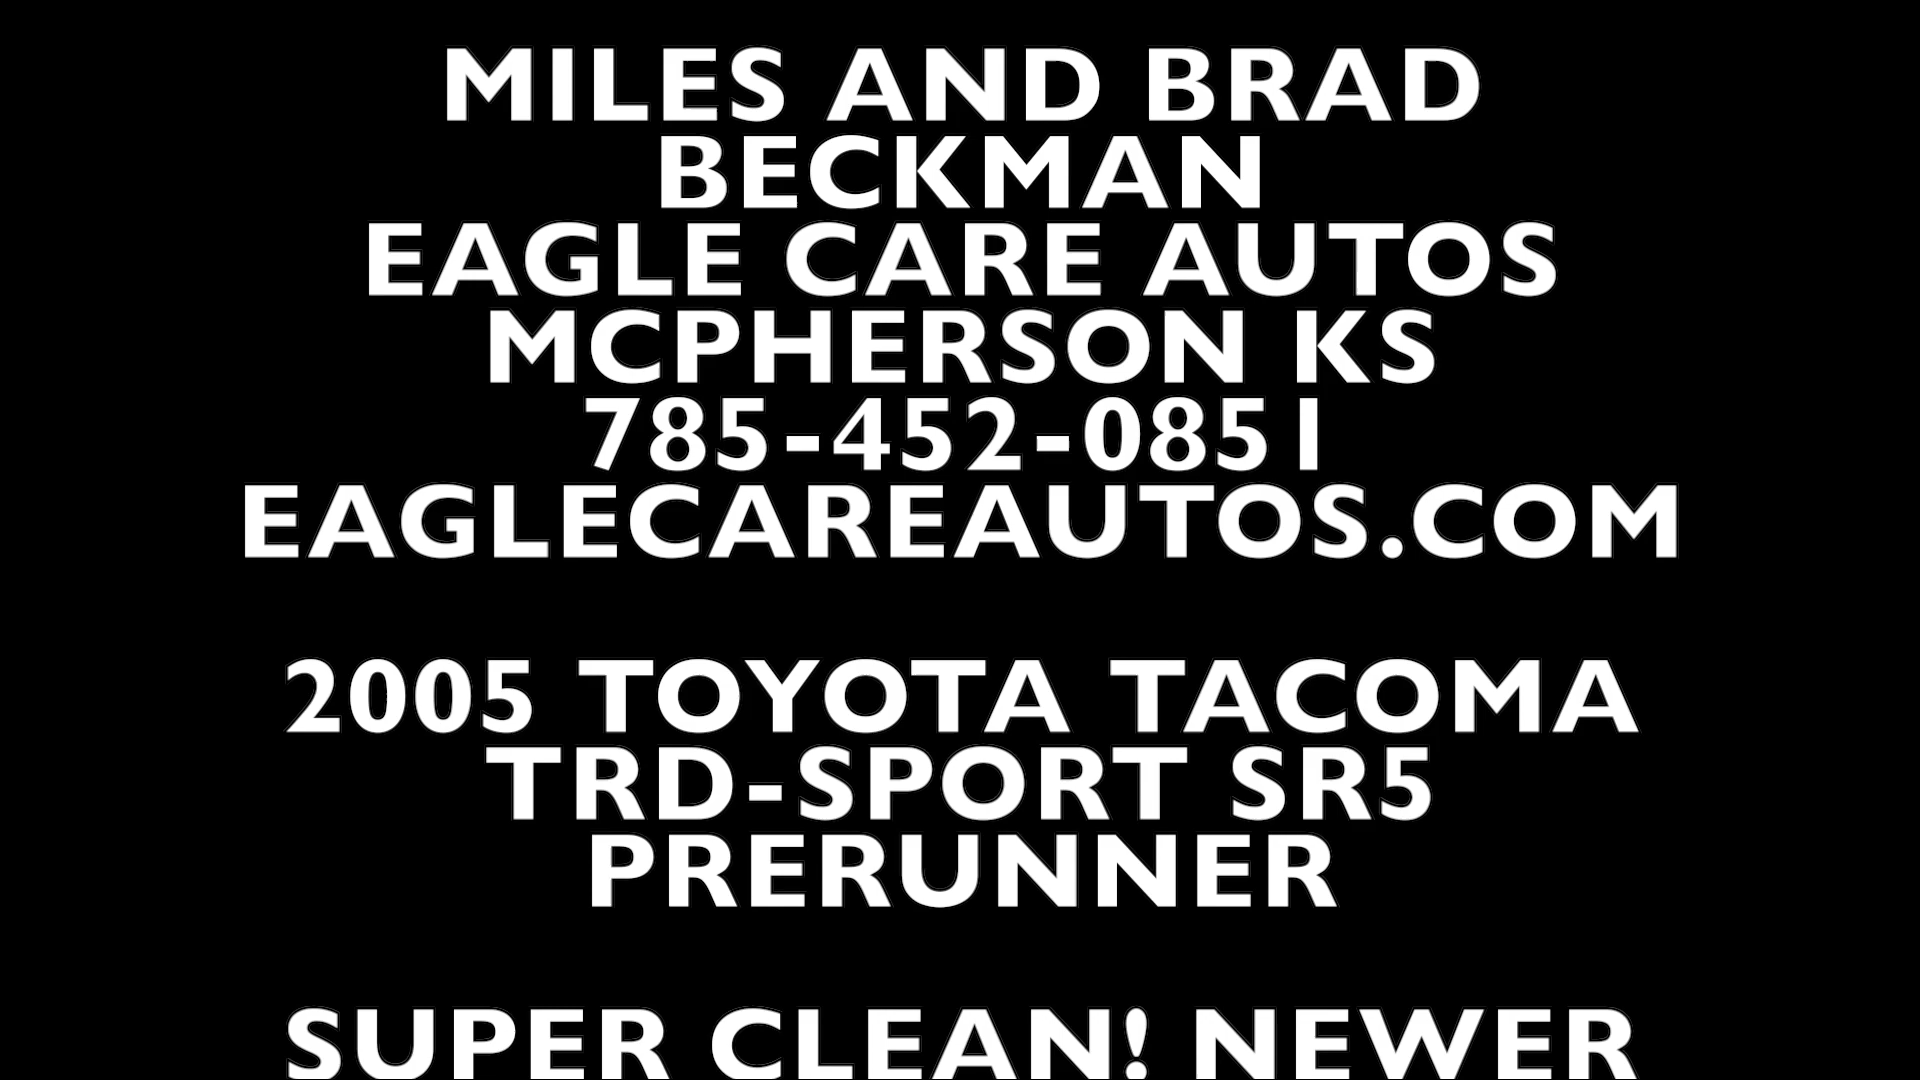 MILES AND BRAD
BECKMAN
EAGLE CARE AUTOS
MCPHERSON KS
785-452-0851
EAGLECAREAUTOS.COM
2005 TOYOTA TACOMA
TRD-SPORT SR5
PRERUNNER
SUPER CLEAN! NEWER